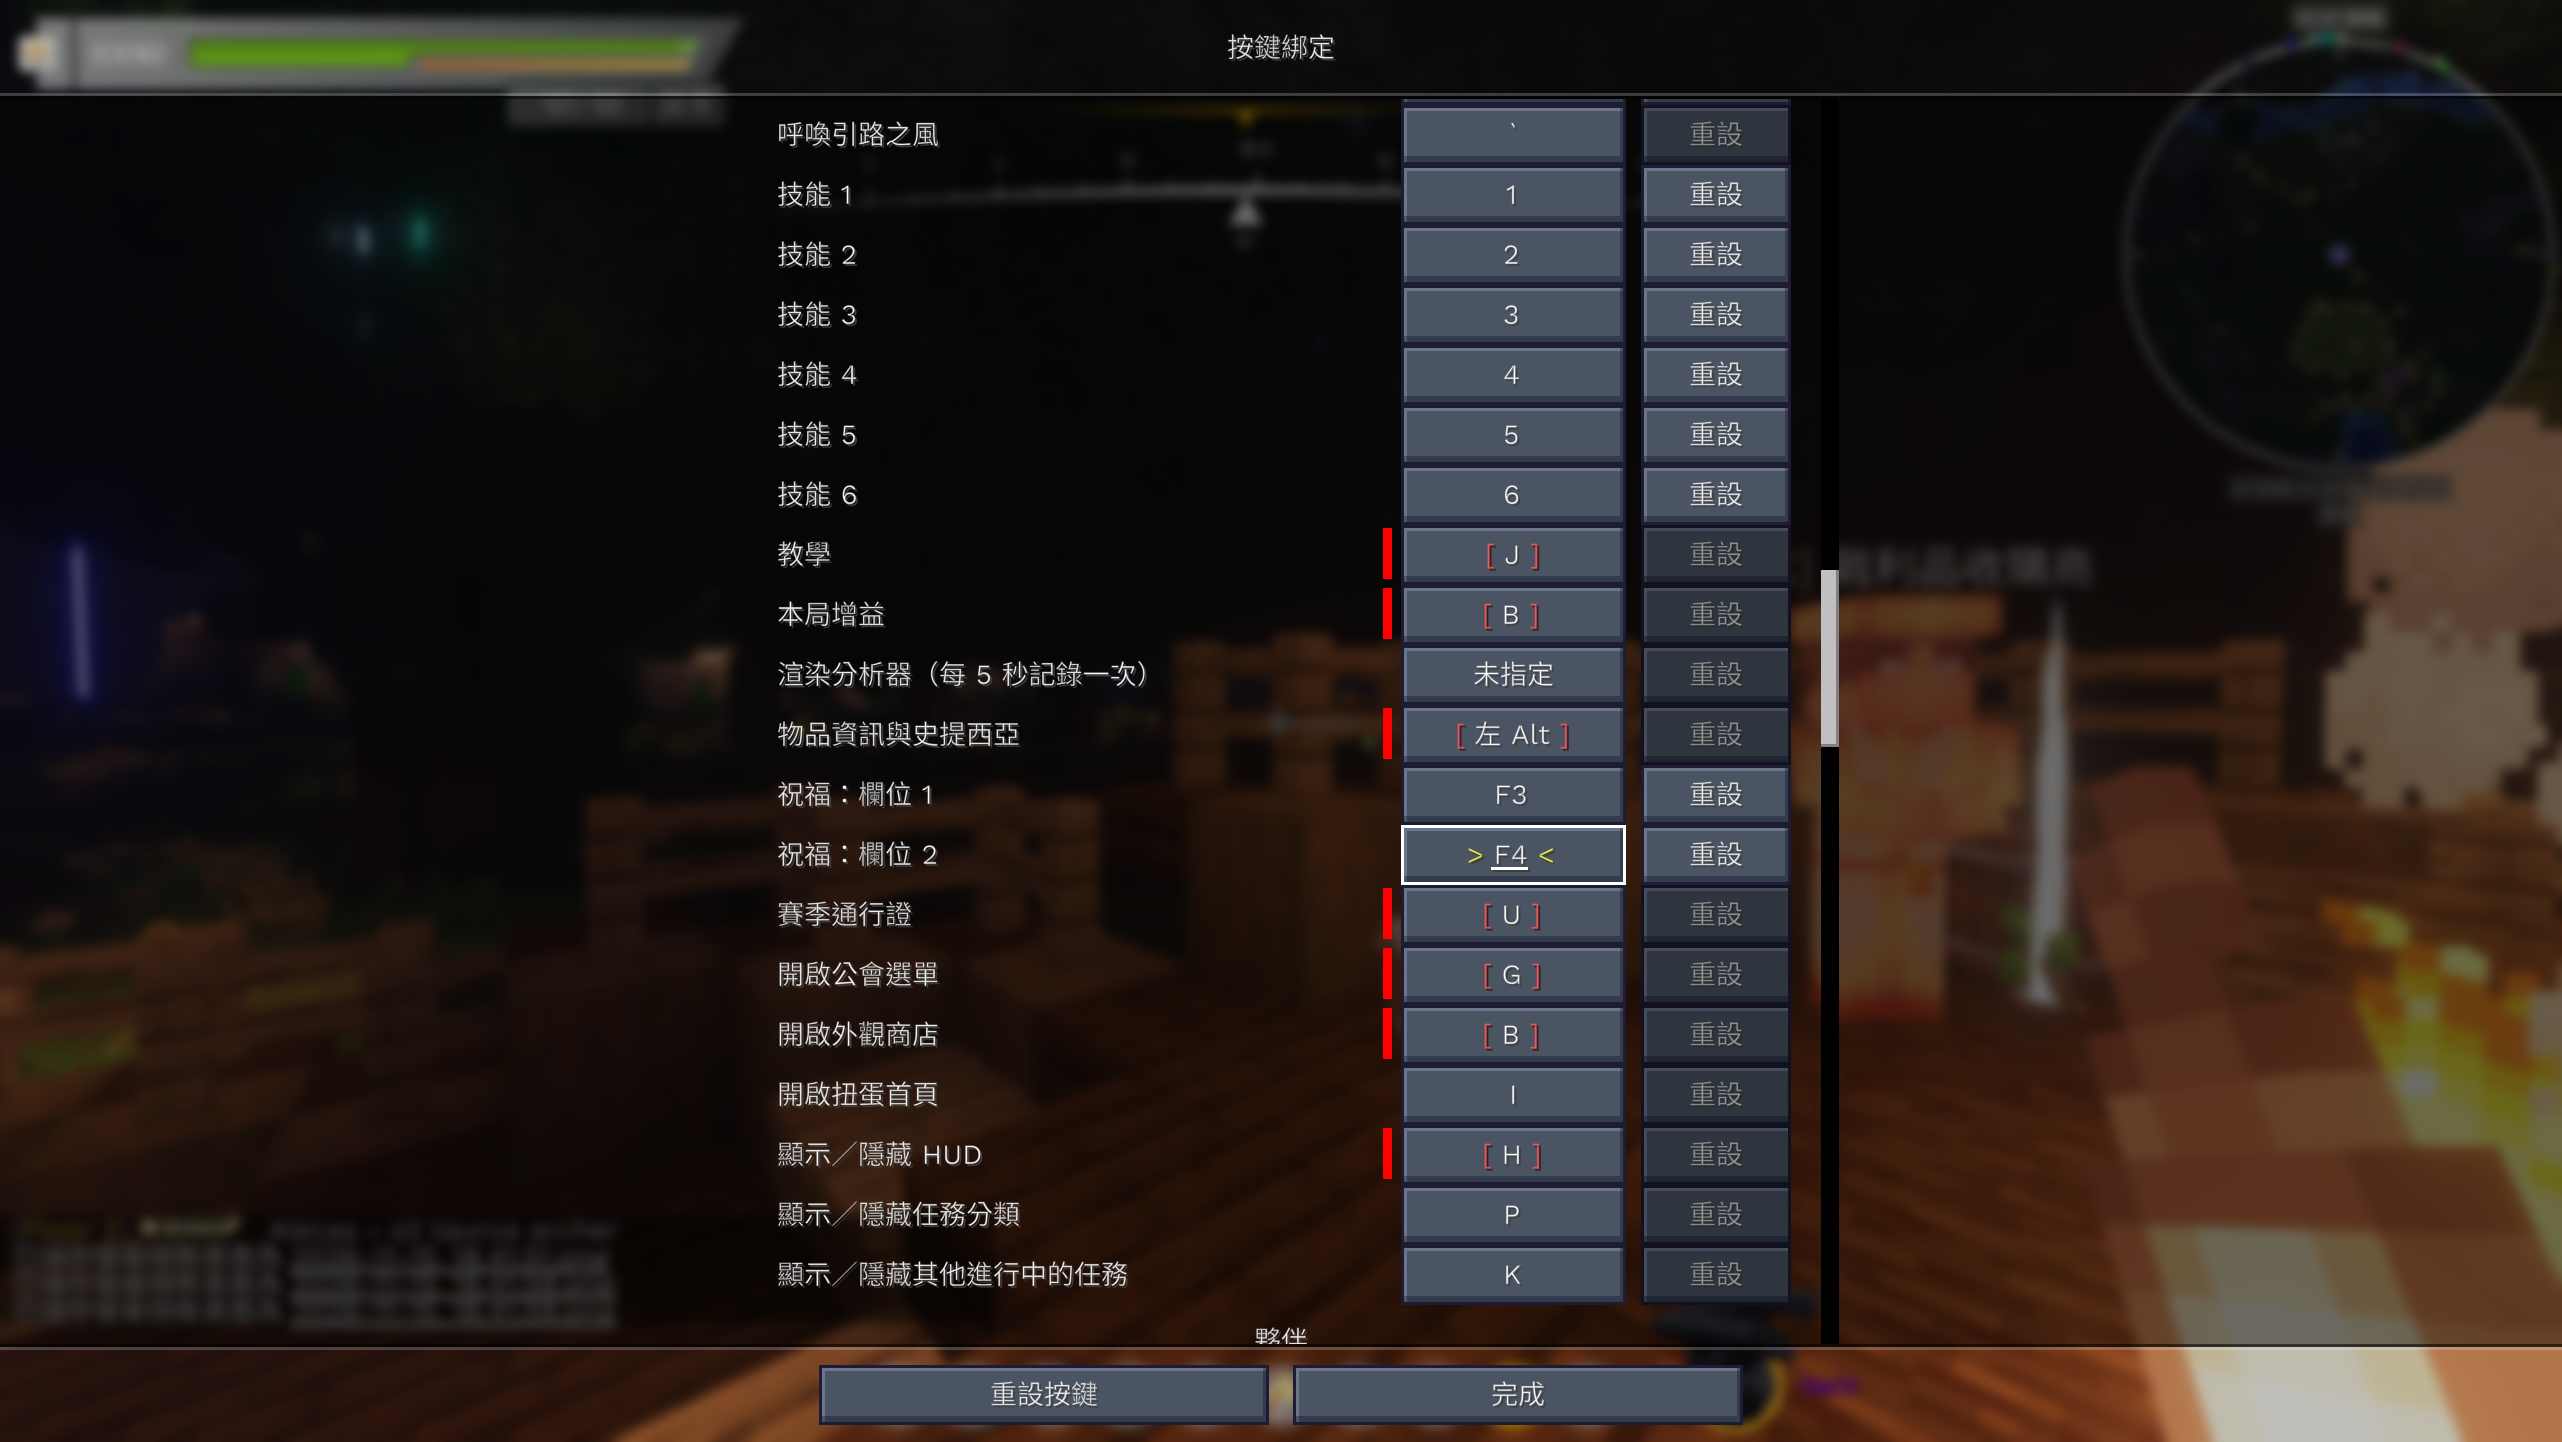 按鍵綁定
呼喚引路之風 ` 重設
技能 1 1 重設
技能 2 2 重設
技能 3 3 重設
技能 4 4 重設
技能 5 5 重設
技能 6 6 重設
教學 [ J ] 重設
本局增益 [ B ] 重設
渲染分析器（每 5 秒記錄一次） 未指定 重設
物品資訊與史提西亞 [ 左 Alt ] 重設
祝福：欄位 1 F3 重設
祝福：欄位 2 > F4 < 重設
賽季通行證 [ U ] 重設
開啟公會選單 [ G ] 重設
開啟外觀商店 [ B ] 重設
開啟扭蛋首頁 I 重設
顯示／隱藏 HUD [ H ] 重設
顯示／隱藏任務分類 P 重設
顯示／隱藏其他進行中的任務 K 重設
夥伴
重設按鍵 完成